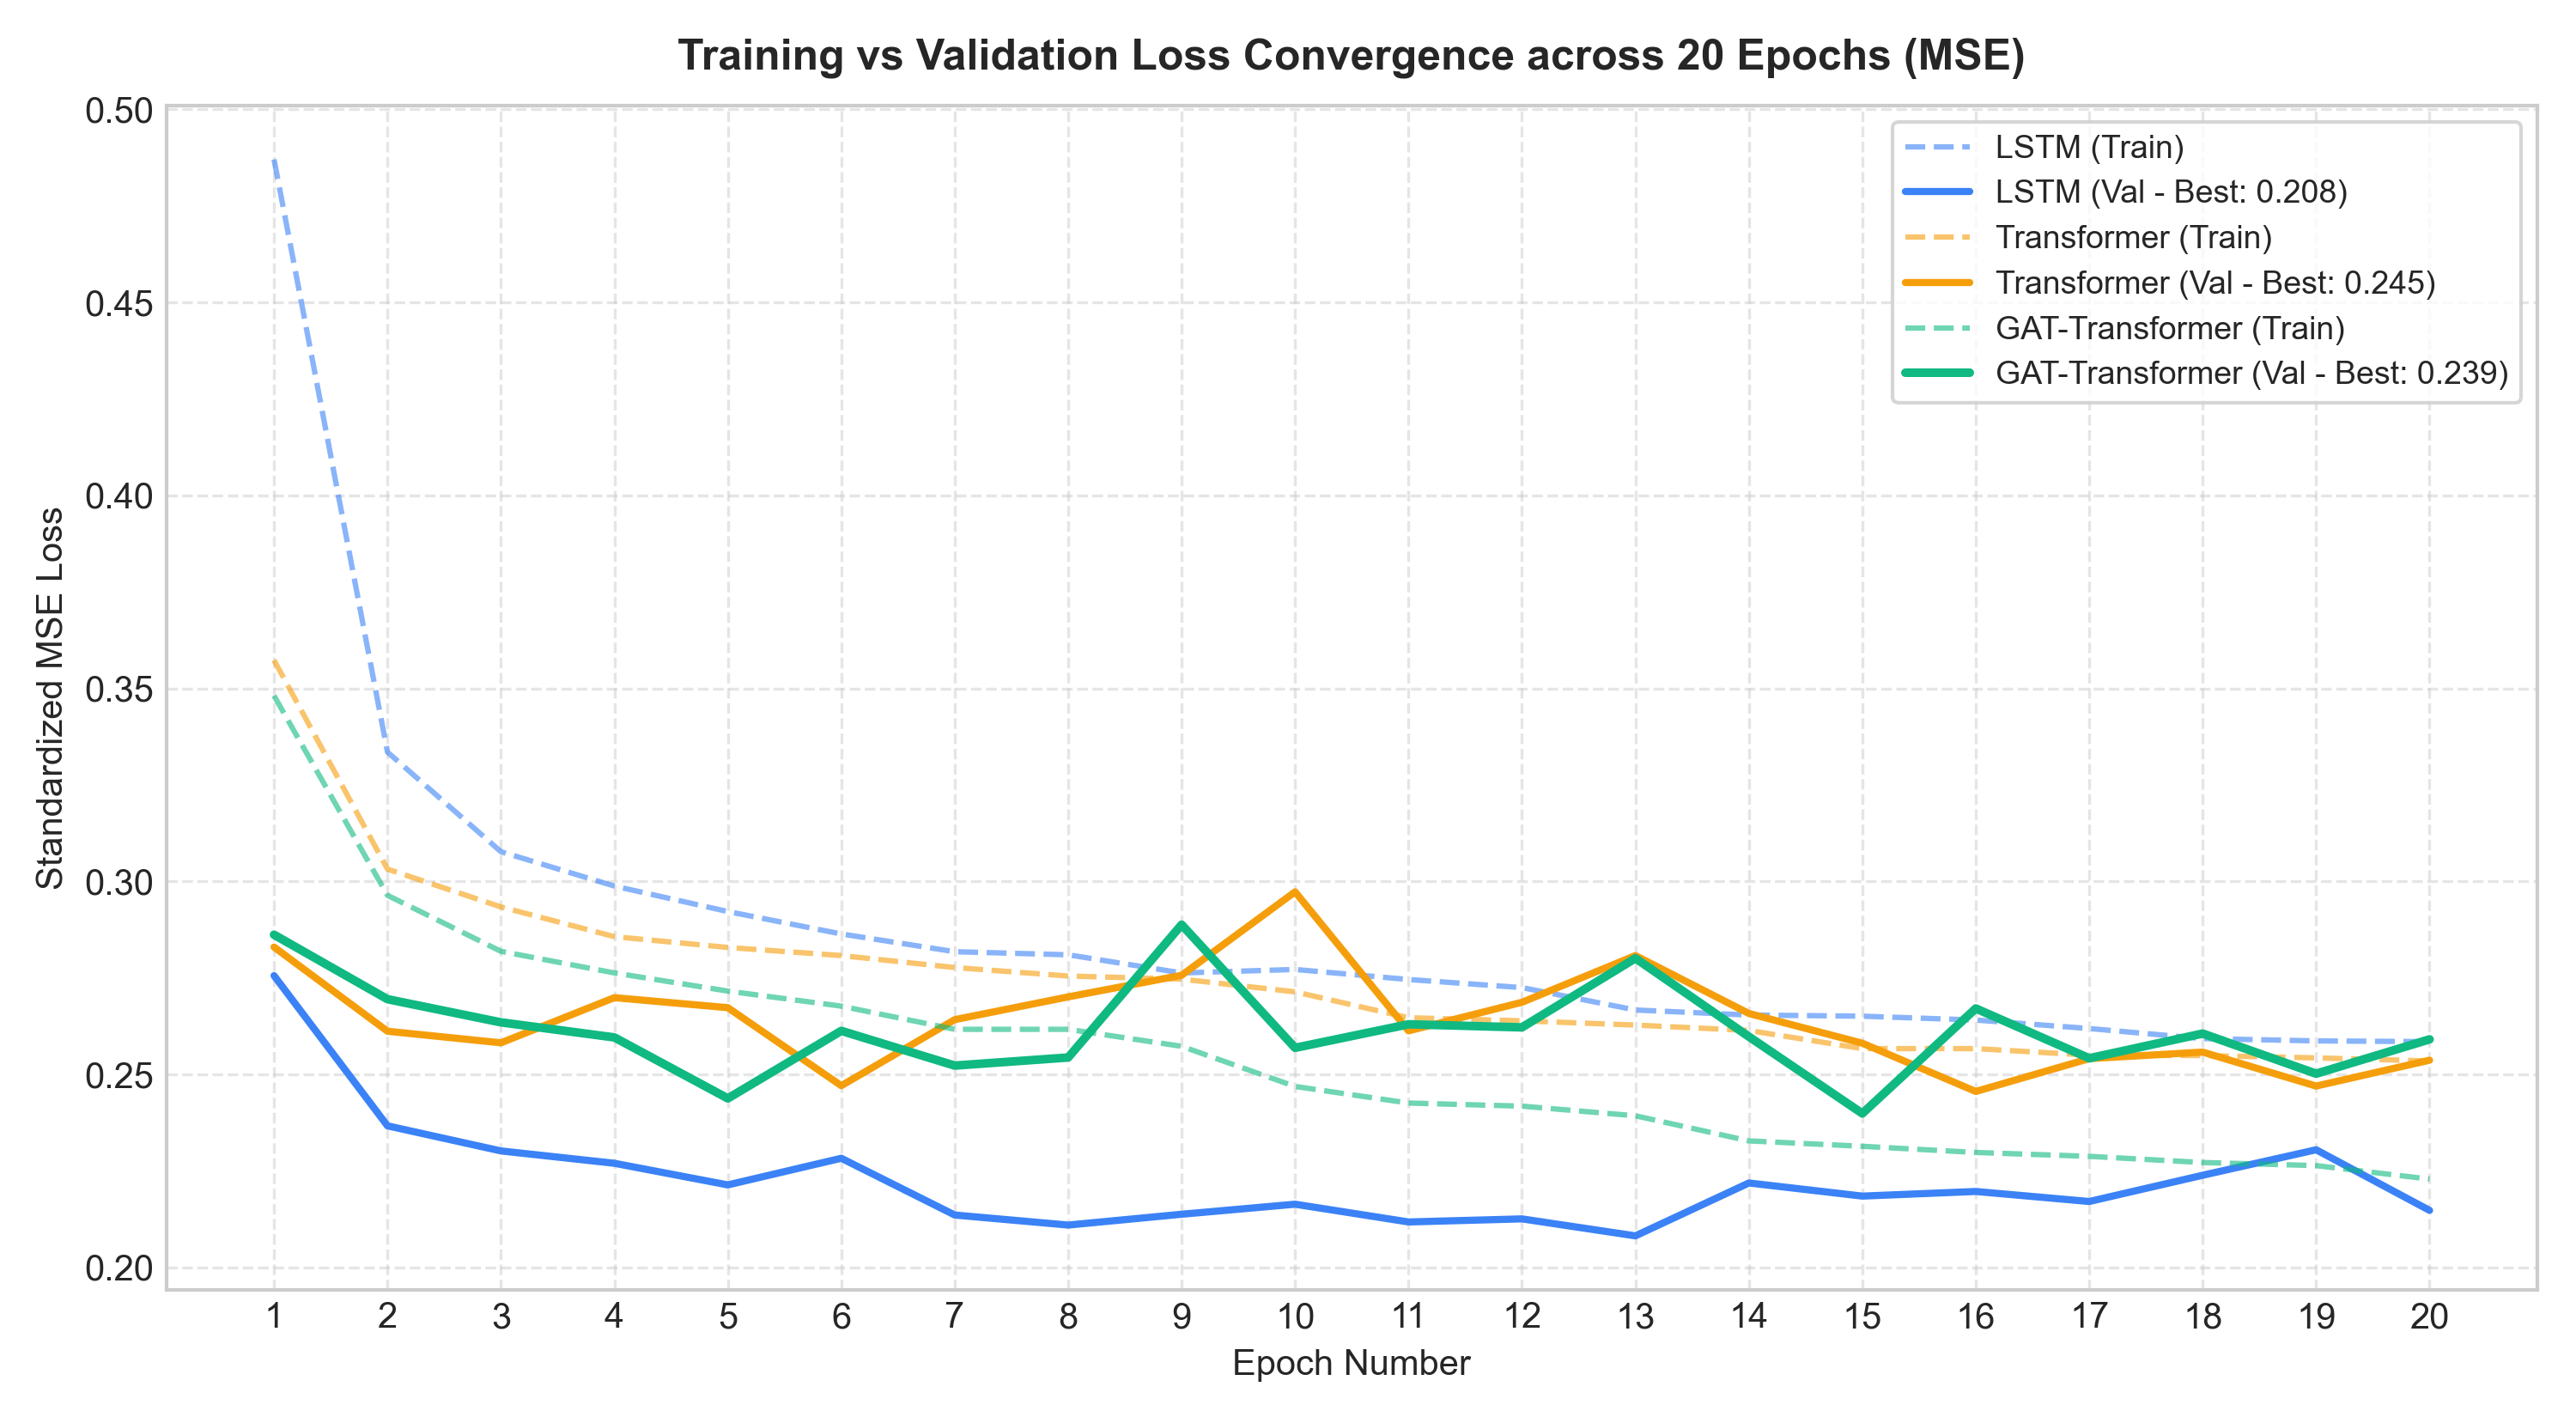 Training vs Validation Loss Convergence across 20 Epochs (MSE)
0.50
0.45
0.40
0.35
0.30
0.25
0.20
Standardized MSE Loss
LSTM (Train)
LSTM (Val - Best: 0.208)
Transformer (Train)
Transformer (Val - Best: 0.245)
GAT-Transformer (Train)
GAT-Transformer (Val - Best: 0.239)
1 2 3 4 5 6 7 8 9 10 11 12 13 14 15 16 17 18 19 20
Epoch Number